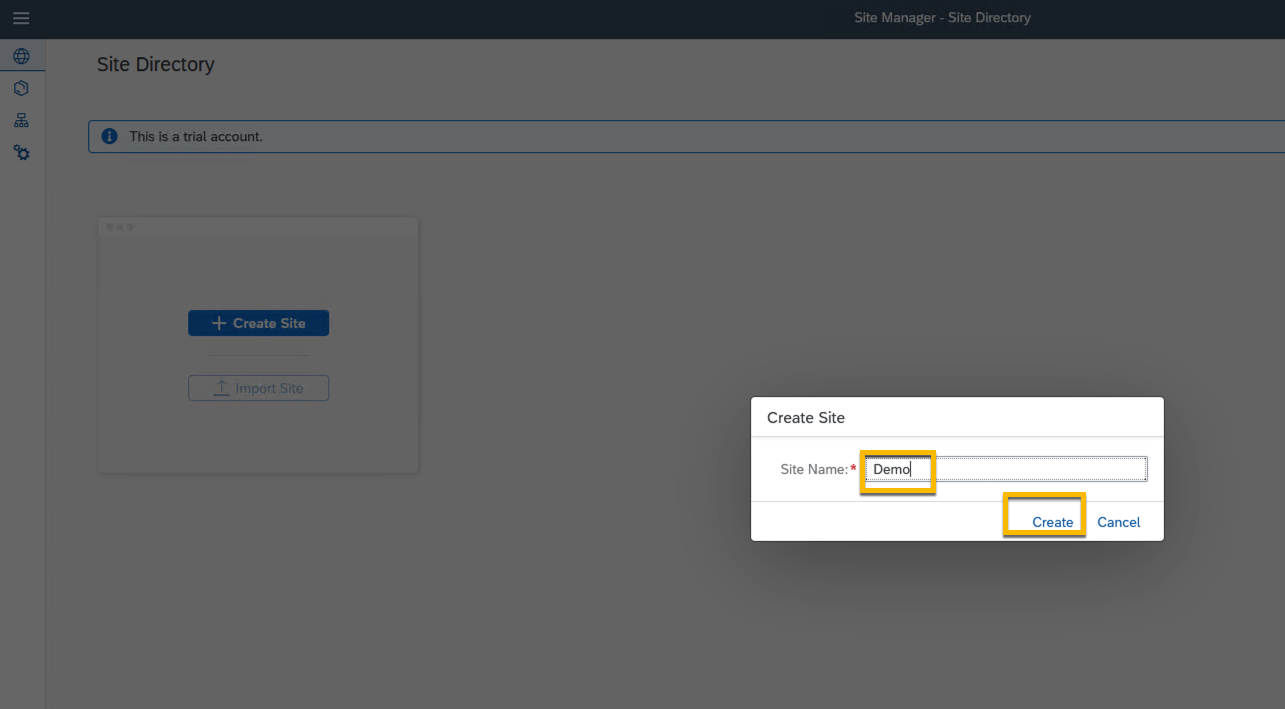 Site Manager - Site Directory
Site Directory
This is a trial account.
Create Site
Import Site
Create Site
Site Name:* Demo
Create Cancel